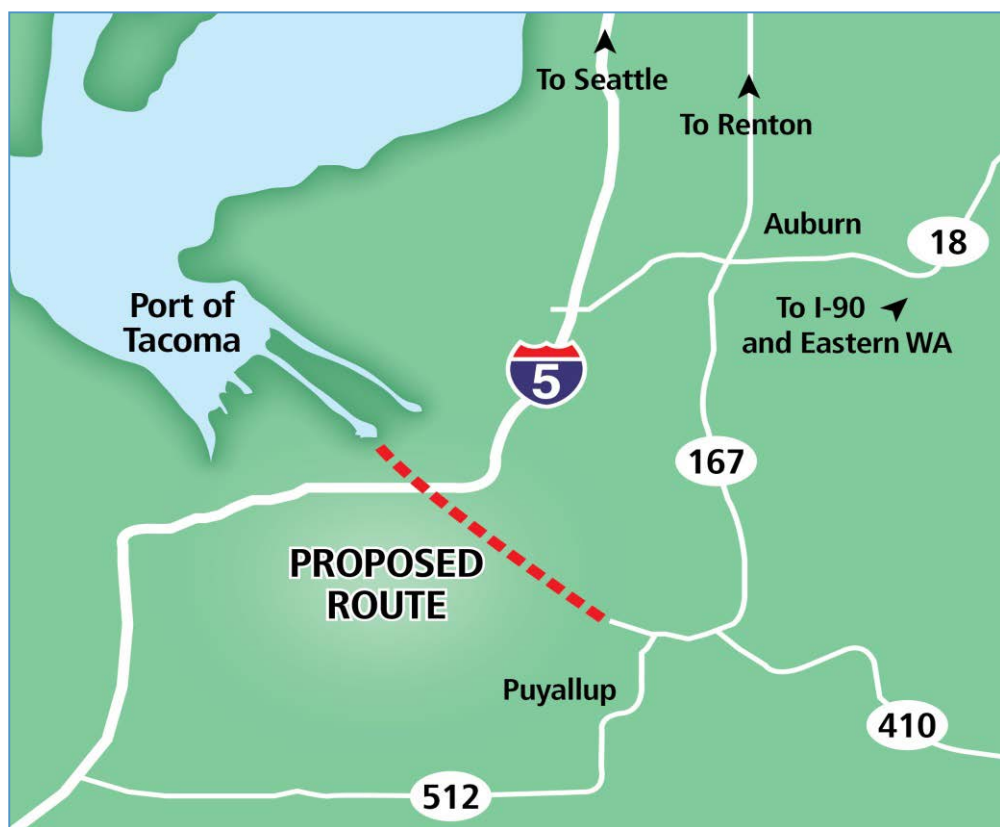 To Seattle
To Renton
Auburn
18
Port of
Tacoma
To I-90
and Eastern WA
5
167
PROPOSED
ROUTE
Puyallup
410
512